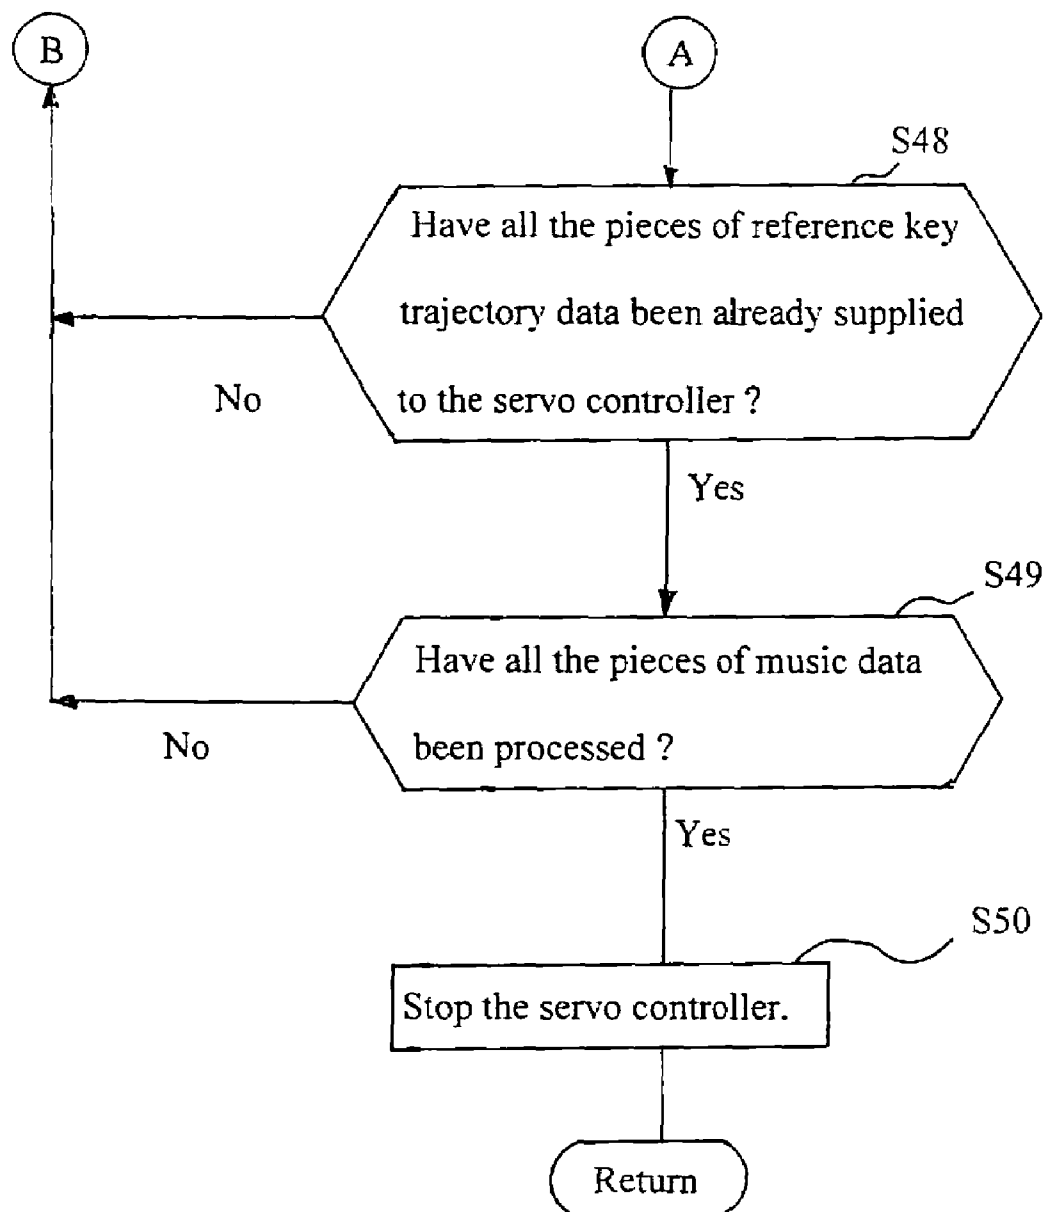 B
A
S48
Have all the pieces of reference key
trajectory data been already supplied
to the servo controller ?
No
Yes
S49
Have all the pieces of music data
been processed ?
No
Yes
S50
Stop the servo controller.
Return